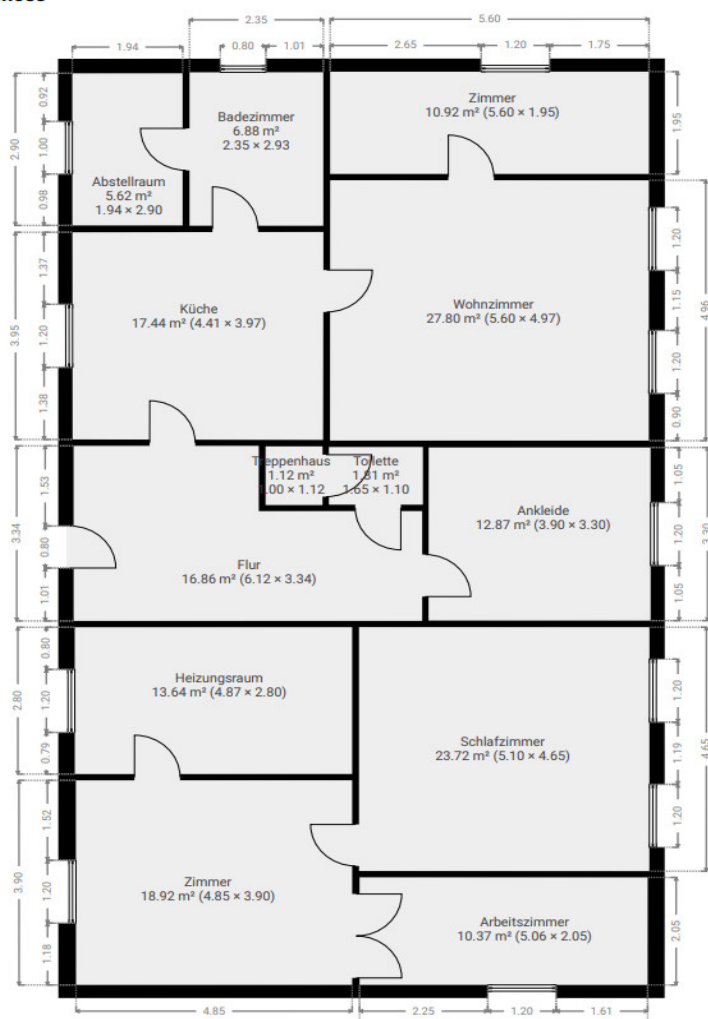 2.35
5.60
1.94
0.80
1.01
2.65
1.20
1.75
0.92
1.00
0.98
2.90
Badezimmer
6.88 m²
2.35 × 2.93
Zimmer
10.92 m² (5.60 × 1.95)
1.95
Abstellraum
5.62 m²
1.94 × 2.90
1.37
1.20
1.38
3.95
Küche
17.44 m² (4.41 × 3.97)
Wohnzimmer
27.80 m² (5.60 × 4.97)
1.20
1.15
1.20
0.90
4.96
Treppenhaus
1.12 m²
1.00 × 1.12
Toilette
1.81 m²
1.65 × 1.10
1.53
0.80
1.01
3.34
Flur
16.86 m² (6.12 × 3.34)
Ankleide
12.87 m² (3.90 × 3.30)
1.05
1.20
1.05
3.30
0.80
1.20
0.79
2.80
Heizungsraum
13.64 m² (4.87 × 2.80)
Schlafzimmer
23.72 m² (5.10 × 4.65)
1.20
1.19
1.20
4.65
1.52
1.20
1.18
3.90
Zimmer
18.92 m² (4.85 × 3.90)
Arbeitszimmer
10.37 m² (5.06 × 2.05)
2.05
4.85
2.25
1.20
1.61